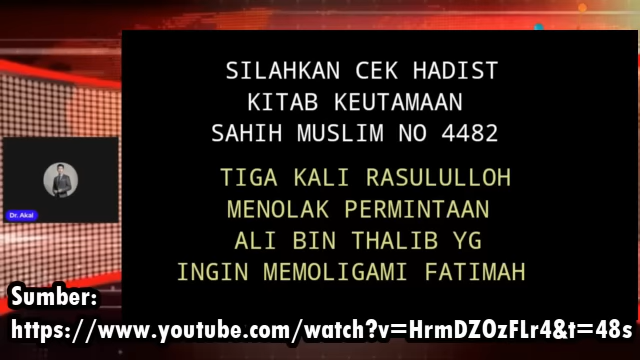 SILAHKAN CEK HADIST
KITAB KEUTAMAAN
SAHIH MUSLIM NO 4482
TIGA KALI RASULULLOH
MENOLAK PERMINTAAN
ALI BIN THALIB YG
INGIN MEMOLIGAMI FATIMAH
Dr. Akal
Sumber:
https://www.youtube.com/watch?v=HrmDZOzFLr4&t=48s